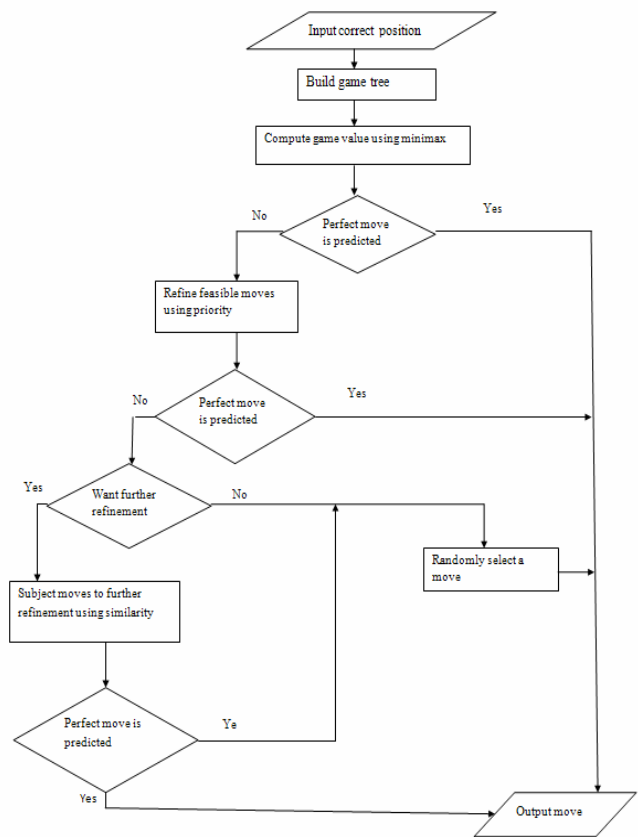 Input correct position
Build game tree
Compute game value using minimax
No
Yes
Perfect move
is predicted
Refine feasible moves
using priority
No
Yes
Perfect move
is predicted
Yes
No
Want further
refinement
Randomly select a
move
Subject moves to further
refinement using similarity
Perfect move is
predicted
Ye
Yes
Output move